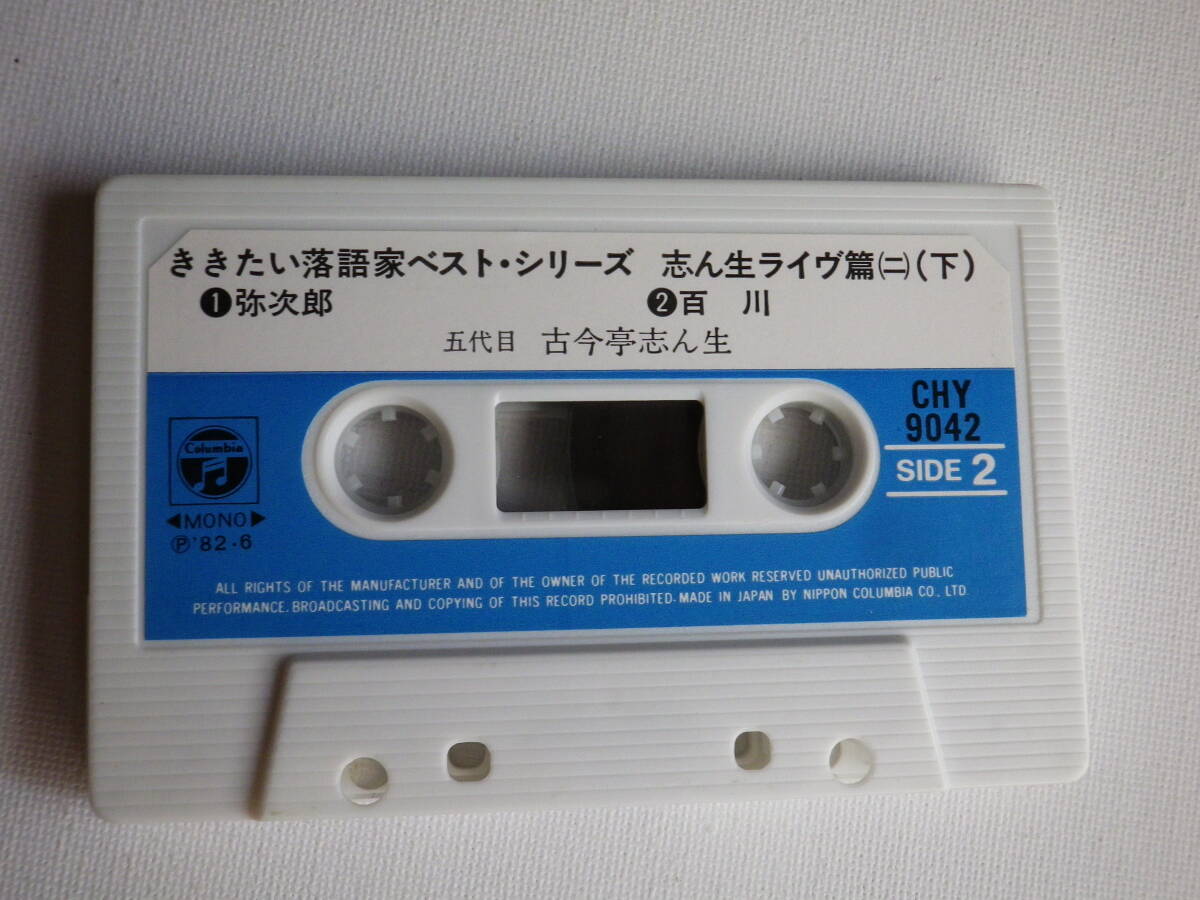 ききたい落語家ベスト・シリーズ 志ん生ライヴ篇㈡(下)
❶弥次郎 ❷百 川
五代目 古今亭志ん生
CHY
9042
SIDE 2
Columbia
◀MONO▶
Ⓟ'82・6
ALL RIGHTS OF THE MANUFACTURER AND OF THE OWNER OF THE RECORDED WORK RESERVED UNAUTHORIZED PUBLIC
PERFORMANCE. BROADCASTING AND COPYING OF THIS RECORD PROHIBITED. MADE IN JAPAN BY NIPPON COLUMBIA CO., LTD.